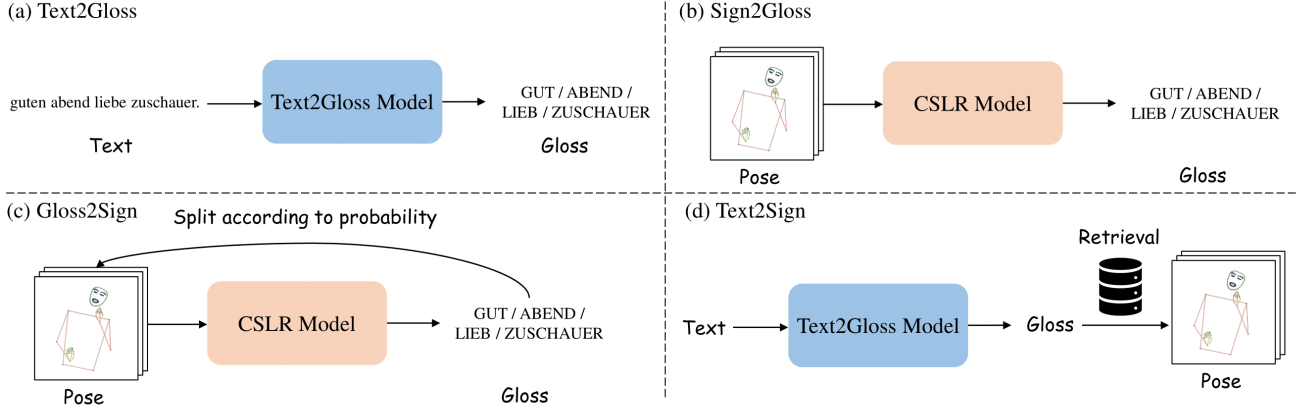 (a) Text2Gloss
guten abend liebe zuschauer.
Text
Text2Gloss Model
GUT / ABEND /
LIEB / ZUSCHAUER
Gloss
(b) Sign2Gloss
Pose
CSLR Model
GUT / ABEND /
LIEB / ZUSCHAUER
Gloss
(c) Gloss2Sign
Split according to probability
Pose
CSLR Model
GUT / ABEND /
LIEB / ZUSCHAUER
Gloss
(d) Text2Sign
Text
Text2Gloss Model
Gloss
Retrieval
Pose